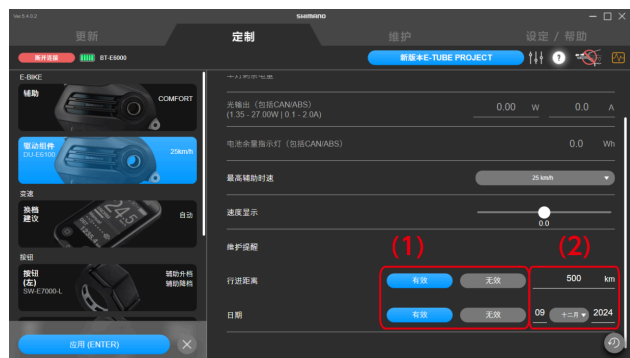 Ver.5.4.0.2
SHIMANO
更新
定制
维护
设定 / 帮助
断开连接
BT-E6000
新版本E-TUBE PROJECT
E-BIKE
辅助
COMFORT
驱动组件
DU-E6100
25km/h
变速
换档
建议
自动
按钮
按钮
(左)
SW-E7000-L
辅助升档
辅助降档
应用 (ENTER)
光输出（包括CAN/ABS）
(1.35 - 27.00W | 0.1 - 2.0A)
0.00 W 0.0 A
电池余量指示灯（包括CAN/ABS）
0.0 Wh
最高辅助时速
25 km/h
速度显示
0.0
维护提醒
(1)
(2)
行进距离
有效
无效
500 km
日期
有效
无效
09 十二月 2024